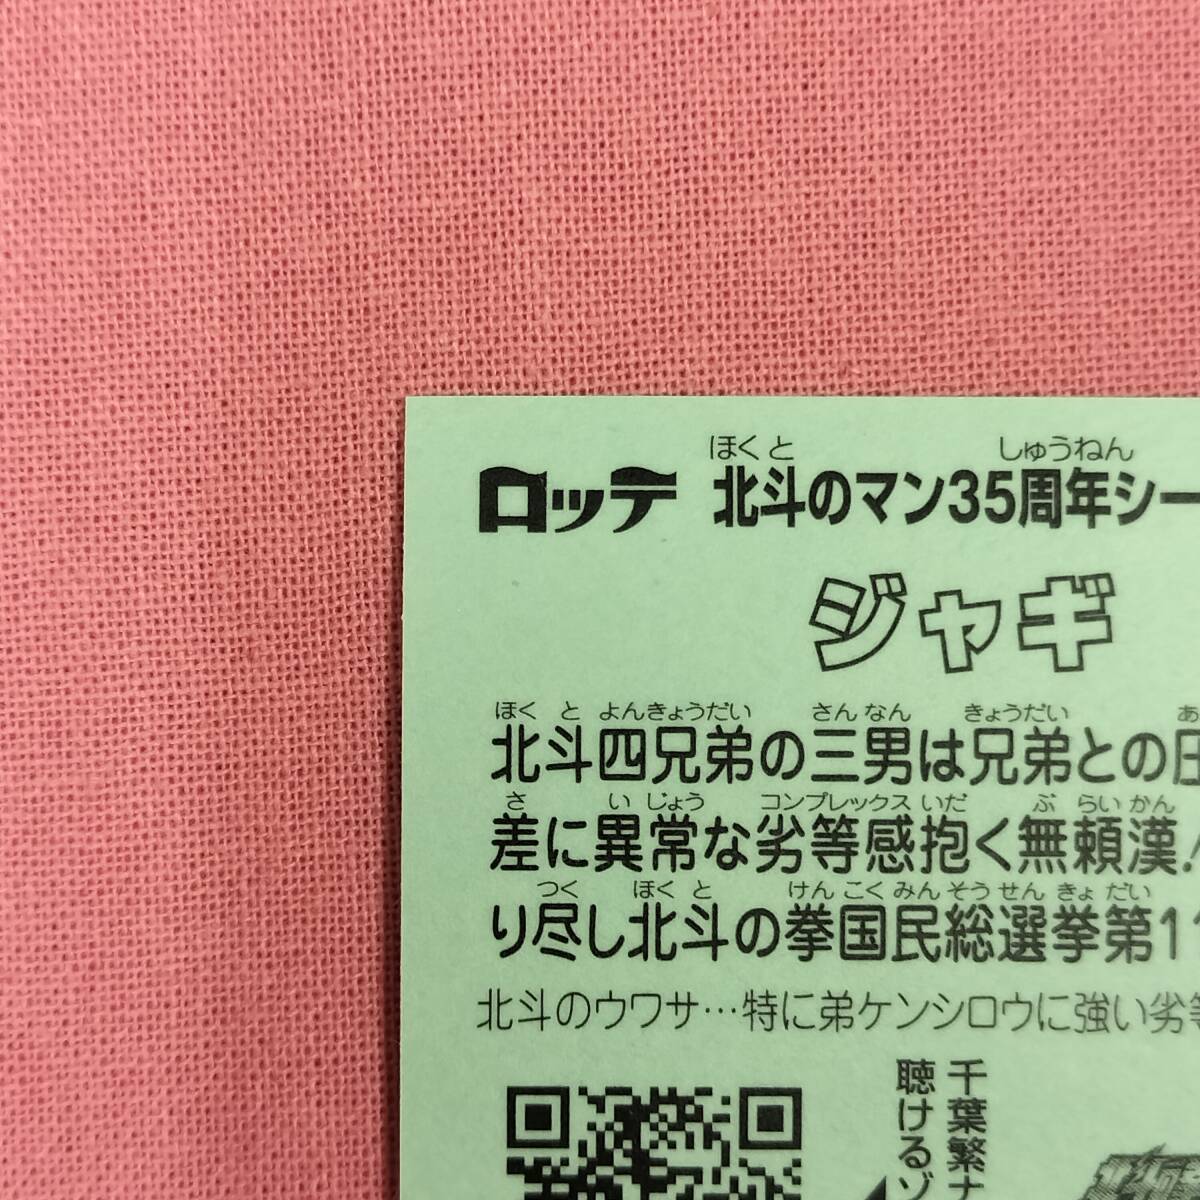 ほくと しゅうねん
ロッテ 北斗のマン35周年シー
ジャギ
ほくと よんきょうだい さんなん きょうだい あ
北斗四兄弟の三男は兄弟との圧
さ いじょう コンプレックス いだ ぶらいかん
差に異常な劣等感抱く無頼漢!
つく ほくと けんこくみんそうせんきょだい
り尽し北斗の拳国民総選挙第1
北斗のウワサ…特に弟ケンシロウに強い劣等
千葉繁ナ
聴けるゾ